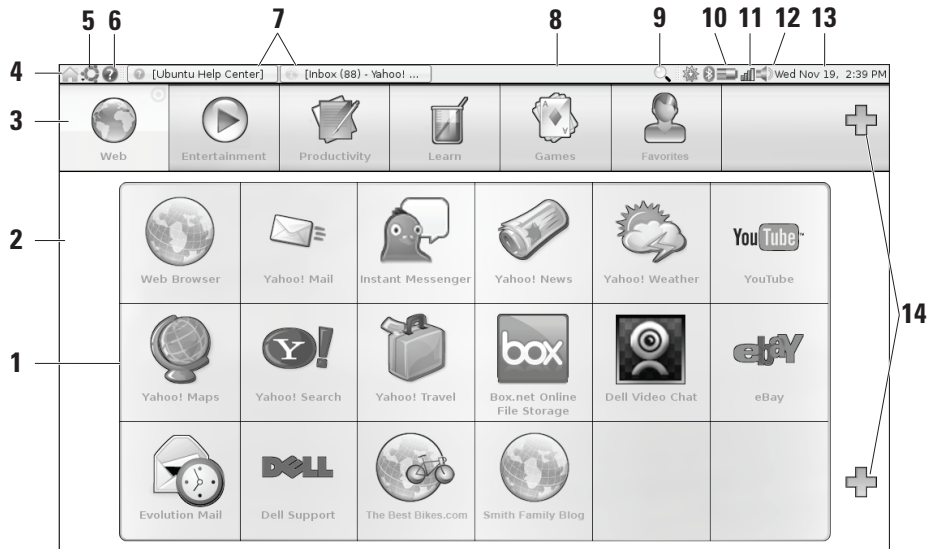 5 6 7 8 9 10 11 12 13
4 ? ? [Ubuntu Help Center] [Inbox (88) - Yahoo! ... Wed Nov 19, 2:39 PM
3
Web Entertainment Productivity Learn Games Favorites
A
A
2
You Tube
Web Browser Yahoo! Mail Instant Messenger Yahoo! News Yahoo! Weather YouTube
14
1
Y! box ebaY
Yahoo! Maps Yahoo! Search Yahoo! Travel Box.net Online File Storage Dell Video Chat eBay
DELL
Evolution Mail Dell Support The Best Bikes.com Smith Family Blog